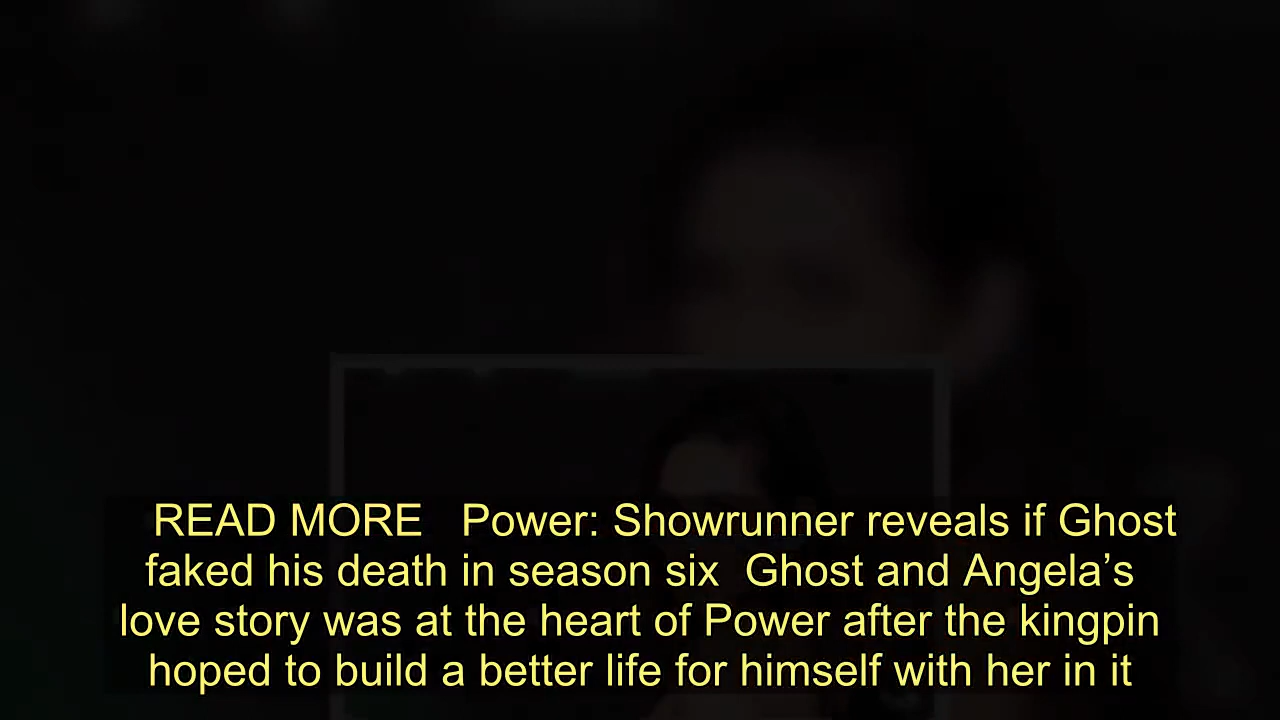 READ MORE   Power: Showrunner reveals if Ghost
faked his death in season six  Ghost and Angela’s
love story was at the heart of Power after the kingpin
hoped to build a better life for himself with her in it